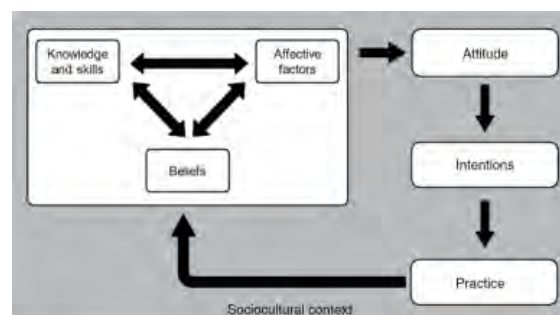 Knowledge
and skills
Affective
factors
Attitude
Beliefs
Intentions
Practice
Sociocultural context